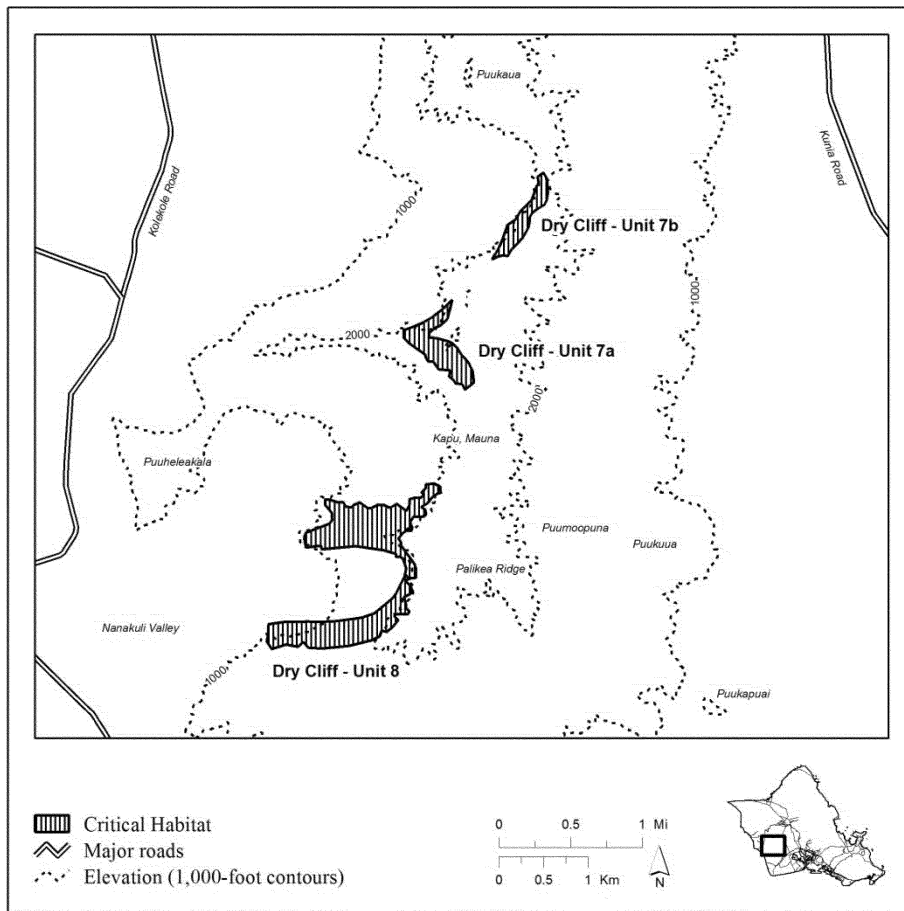 Puukaua
Kolekole Road
Kunia Road
1000
Dry Cliff - Unit 7b
1000
2000
Dry Cliff - Unit 7a
2000
Kapu, Mauna
Puuheleakala
Puumoopuna
Puukuua
Palikea Ridge
Nanakuli Valley
Dry Cliff - Unit 8
1000
Puukapuai
Critical Habitat
Major roads
Elevation (1,000-foot contours)
0 0.5 1 Mi
0 0.5 1 Km
N